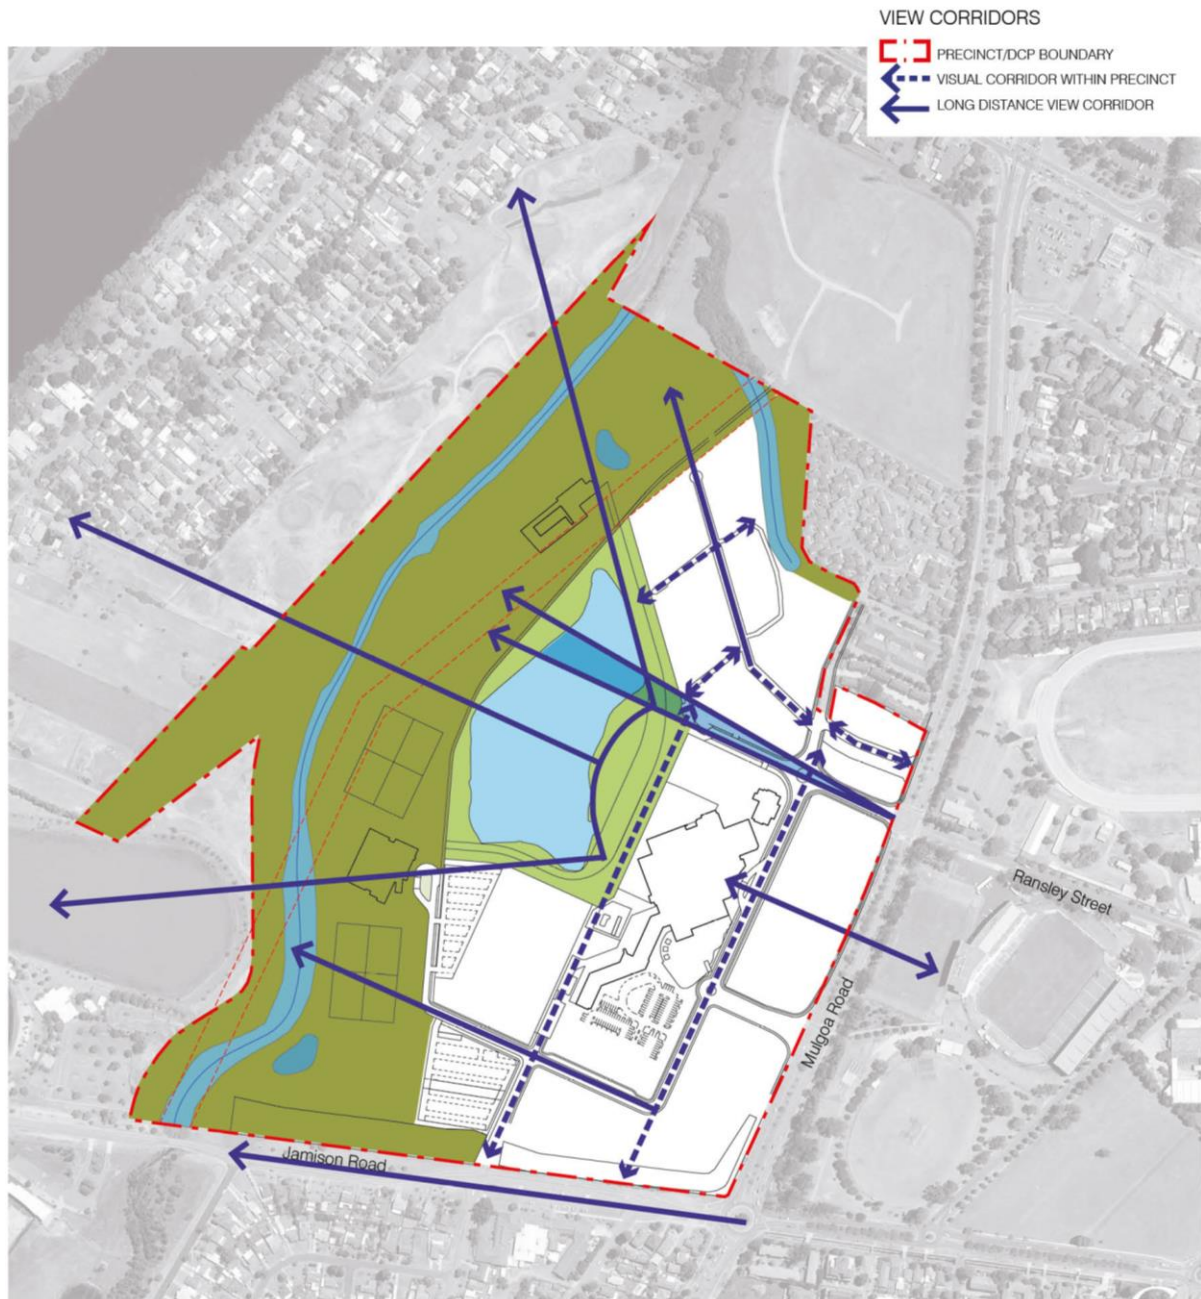 VIEW CORRIDORS
PRECINCT/DCP BOUNDARY
VISUAL CORRIDOR WITHIN PRECINCT
LONG DISTANCE VIEW CORRIDOR
Ransley Street
Mulgoa Road
Jamison Road